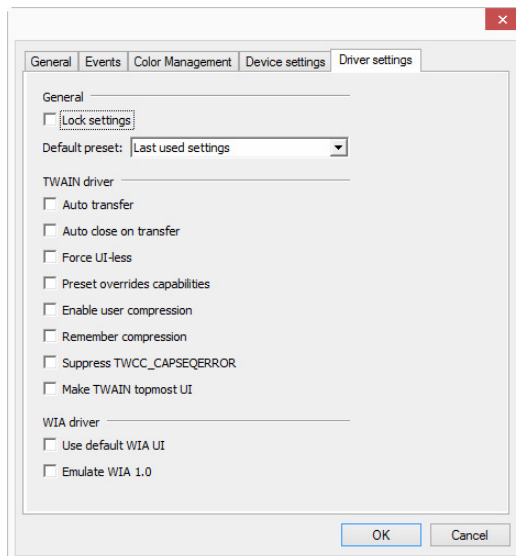 General Events Color Management Device settings Driver settings
General
Lock settings
Default preset: Last used settings
TWAIN driver
Auto transfer
Auto close on transfer
Force UI-less
Preset overrides capabilities
Enable user compression
Remember compression
Suppress TWCC_CAPSEQERROR
Make TWAIN topmost UI
WIA driver
Use default WIA UI
Emulate WIA 1.0
OK Cancel